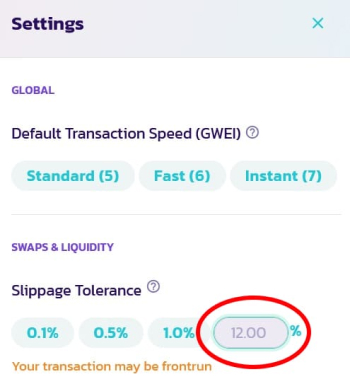 Settings
GLOBAL
Default Transaction Speed (GWEI)
Standard (5) Fast (6) Instant (7)
SWAPS & LIQUIDITY
Slippage Tolerance
0.1% 0.5% 1.0% 12.00 %
Your transaction may frontrun